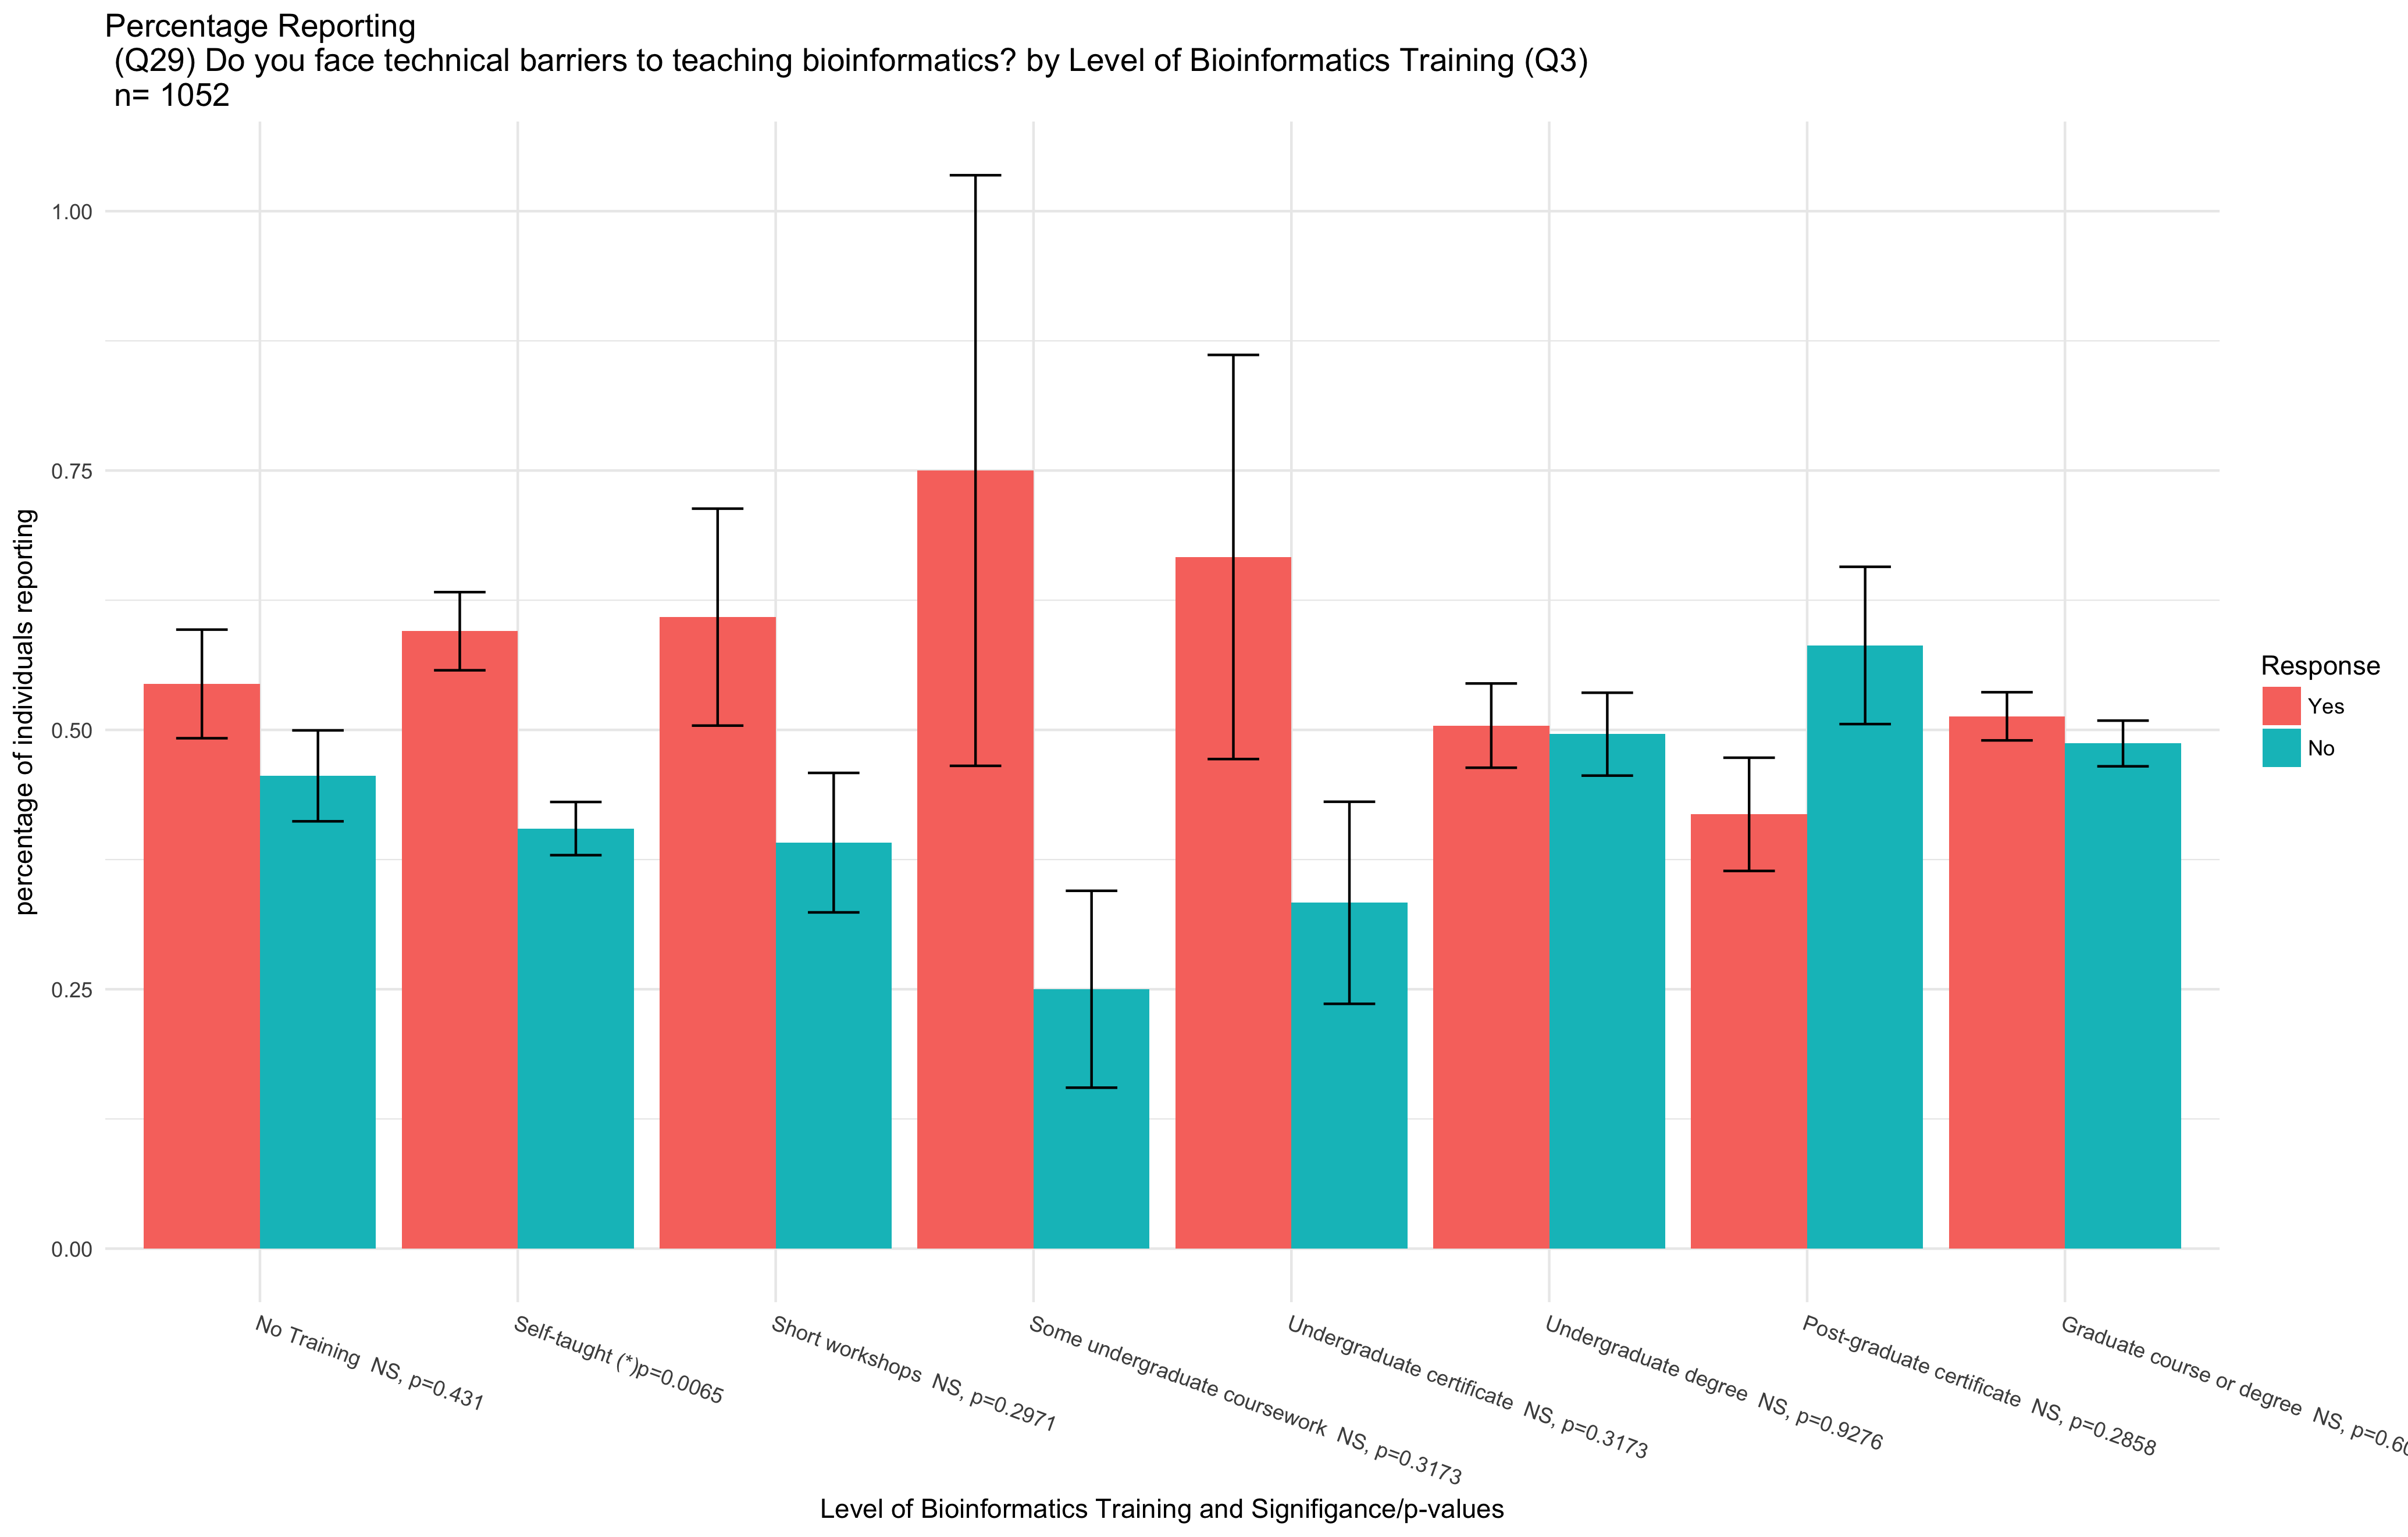 Percentage Reporting
(Q29) Do you face technical barriers to teaching bioinformatics? by Level of Bioinformatics Training (Q3)
n= 1052
percentage of individuals reporting
1.00
0.75
0.50
0.25
0.00
Response
Yes
No
No Training  NS, p=0.431
Self-taught (*)p=0.0065
Short workshops  NS, p=0.2971
Some undergraduate coursework  NS, p=0.3173
Undergraduate certificate  NS, p=0.3173
Undergraduate degree  NS, p=0.9276
Post-graduate certificate  NS, p=0.2858
Graduate course or degree  NS, p=0.60
Level of Bioinformatics Training and Signifigance/p-values